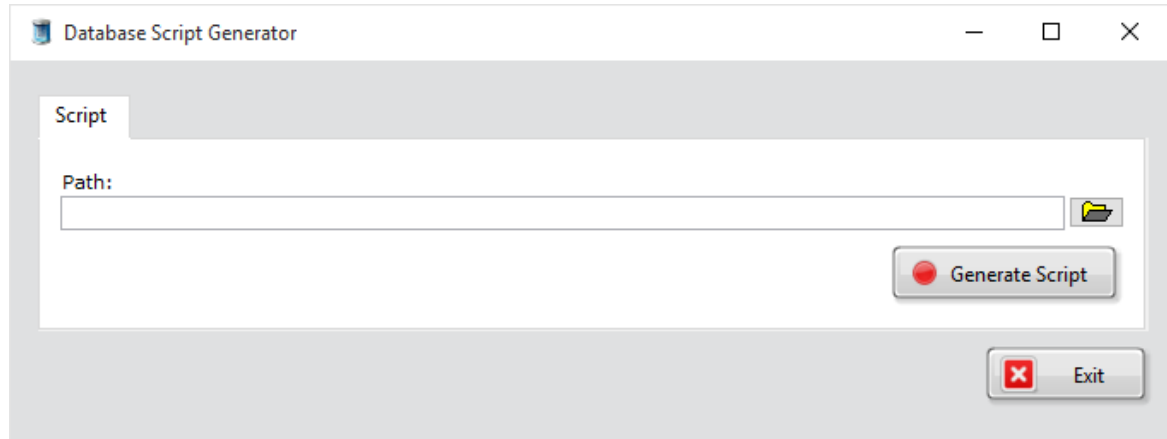 Database Script Generator
Script
Path:
Generate Script
Exit